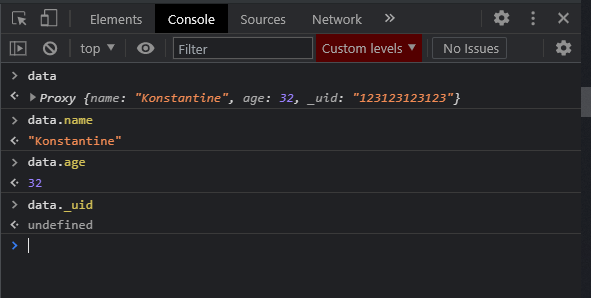 Elements Console Sources Network »
top ▼ Filter Custom levels ▼ No Issues
> data
<· ▶ Proxy {name: "Konstantine", age: 32, _uid: "123123123123"}
> data.name
<· "Konstantine"
> data.age
<· 32
> data._uid
<· undefined
>